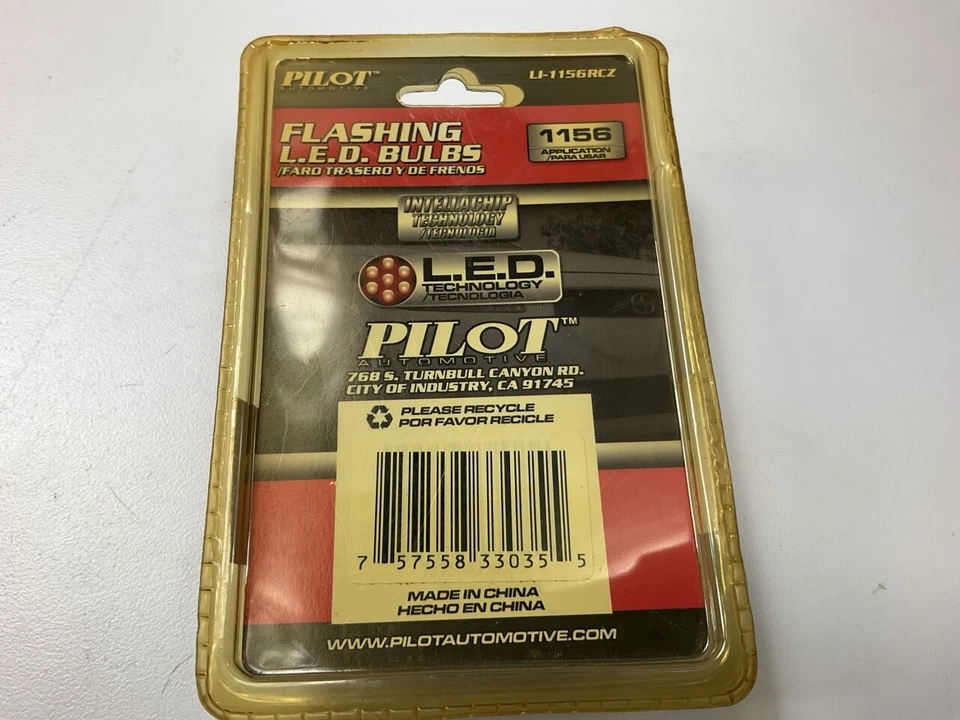 PILOT™
AUTOMOTIVE
LI-1156RCZ
FLASHING
L.E.D. BULBS
/FARO TRASERO Y DE FRENOS
1156
APPLICATION
/PARA USAR
INTELLACHIP
TECHNOLOGY
/TECNOLOGIA
L.E.D.
TECHNOLOGY
/TECNOLOGIA
PILOT™
AUTOMOTIVE
768 S. TURNBULL CANYON RD.
CITY OF INDUSTRY, CA 91745
PLEASE RECYCLE
POR FAVOR RECICLE
7 57558 33035 5
MADE IN CHINA
HECHO EN CHINA
WWW.PILOTAUTOMOTIVE.COM